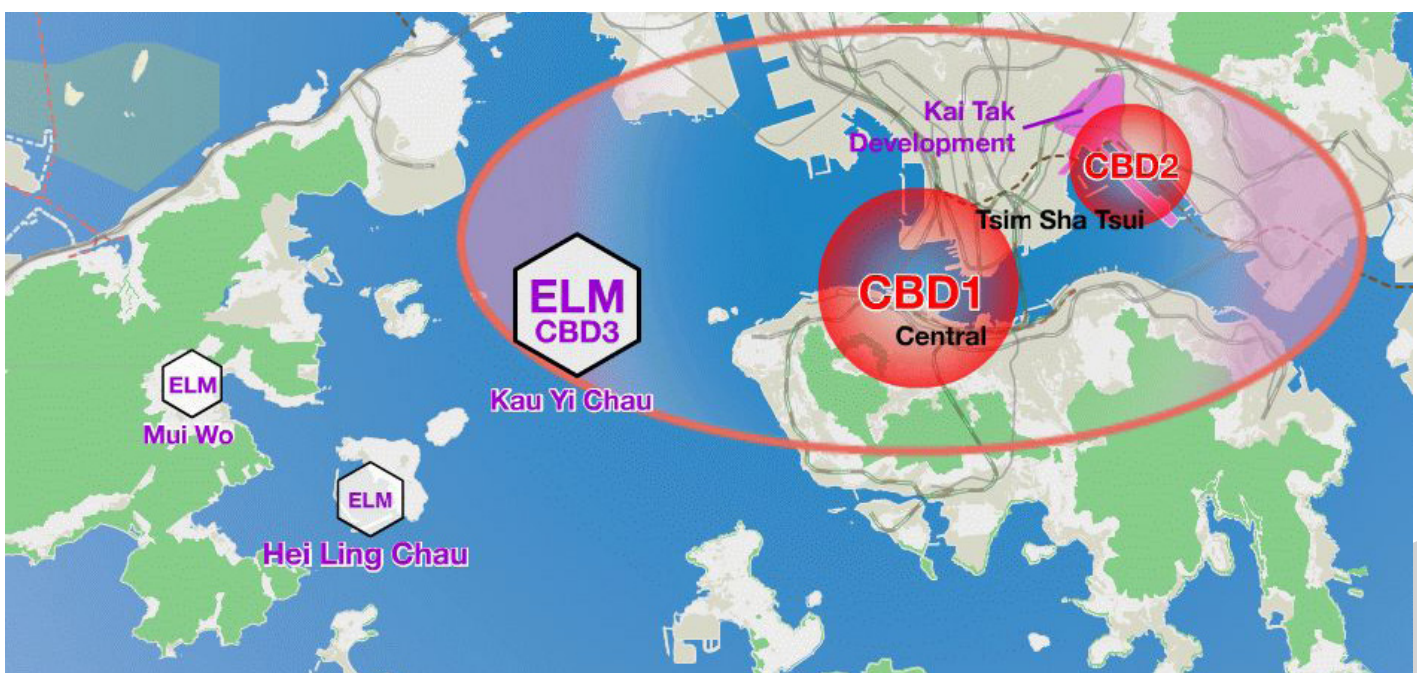 Kai Tak
Development
CBD2
Tsim Sha Tsui
ELM
CBD3
CBD1
Central
ELM
Kau Yi Chau
Mui Wo
ELM
Hei Ling Chau